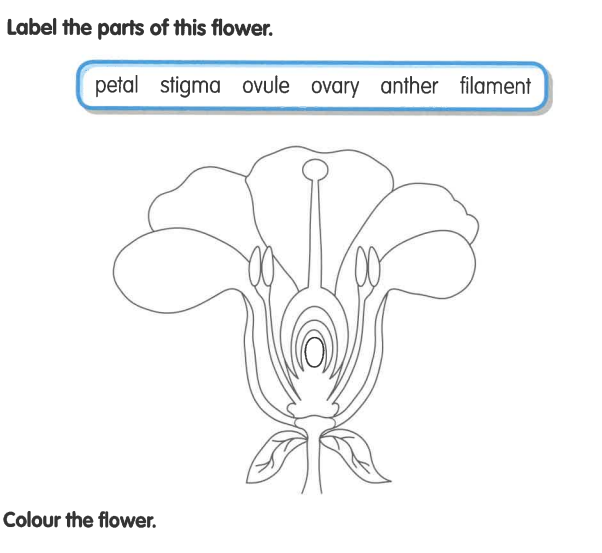 Label the parts of this flower.
petal stigma ovule ovary anther filament
Colour the flower.